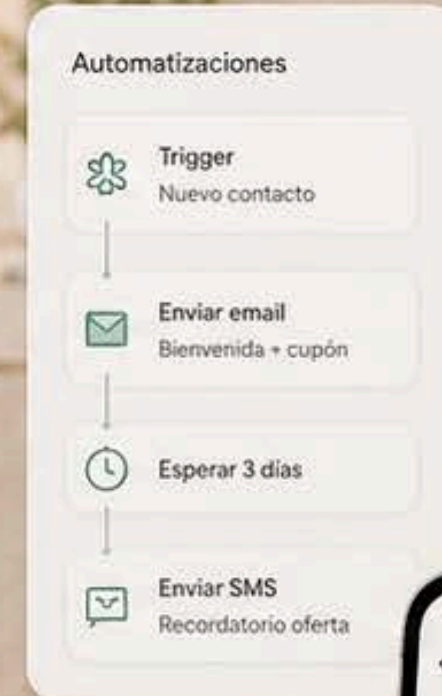 Automatizaciones
Trigger
Nuevo contacto
Enviar email
Bienvenida + cupón
Esperar 3 días
Enviar SMS
Recordatorio oferta